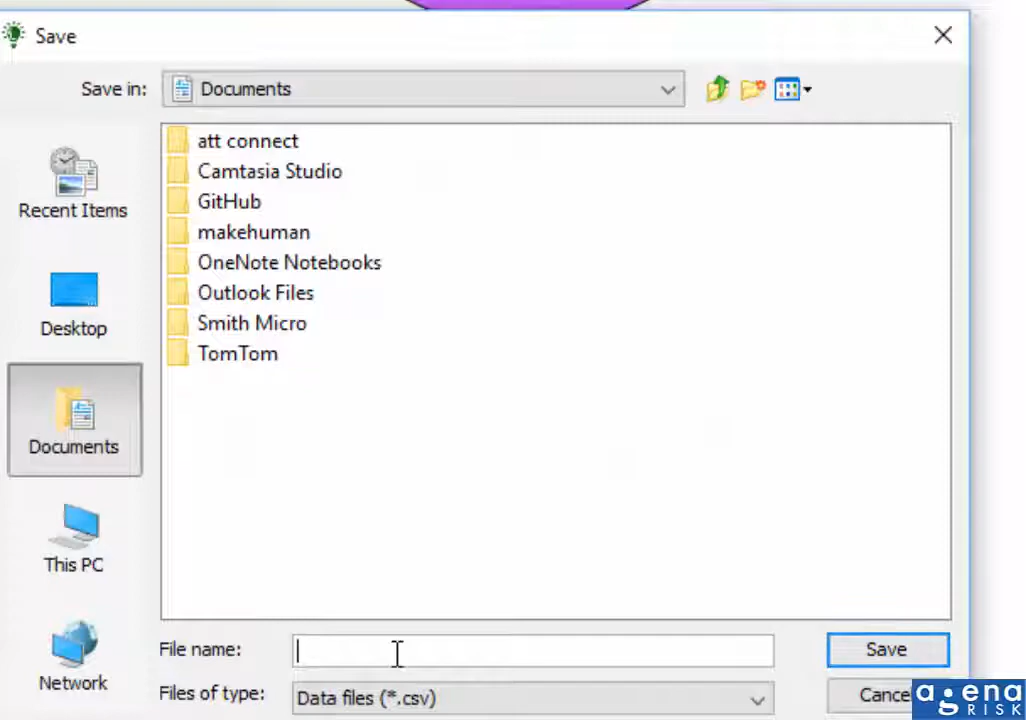 Save
Save in:
Documents
att connect
Camtasia Studio
GitHub
makehuman
OneNote Notebooks
Outlook Files
Smith Micro
TomTom
Recent Items
Desktop
Documents
This PC
Network
File name:
Save
Files of type:
Data files (*.csv)
Cance
agena
RISK